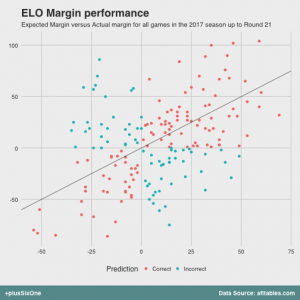 ELO Margin performance
Expected Margin versus Actual margin for all games in the 2017 season up to Round 21
100
50
0
-50
-50 -25 0 25 50 75
Prediction Correct Incorrect
+plusSixOne Data Source: afltables.com